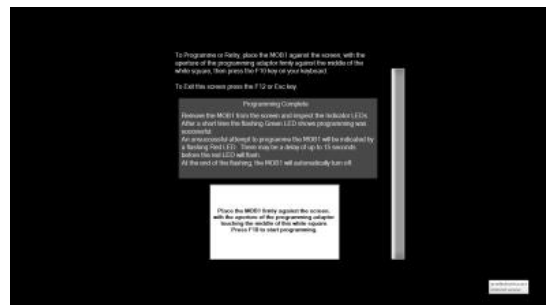 To Programme or Retry, place the MOB1 against the screen, with the
aperture of the programming adaptor firmly against the middle of the
white square, then press the F10 key on your keyboard.
To Exit this screen press the F12 or Esc key.
Programming Complete
Remove the MOB1 from the screen and inspect the Indicator LEDs.
After a short time the flashing Green LED shows programming was
successful.
An unsuccessful attempt to programme the MOB1 will be indicated by
a flashing Red LED. There may be a delay of up to 15 seconds
before the red LED will flash.
At the end of the flashing, the MOB1 will automatically turn off.
Place the MOB1 firmly against the screen,
with the aperture of the programming adaptor
touching the middle of this white square.
Press F10 to start programming.